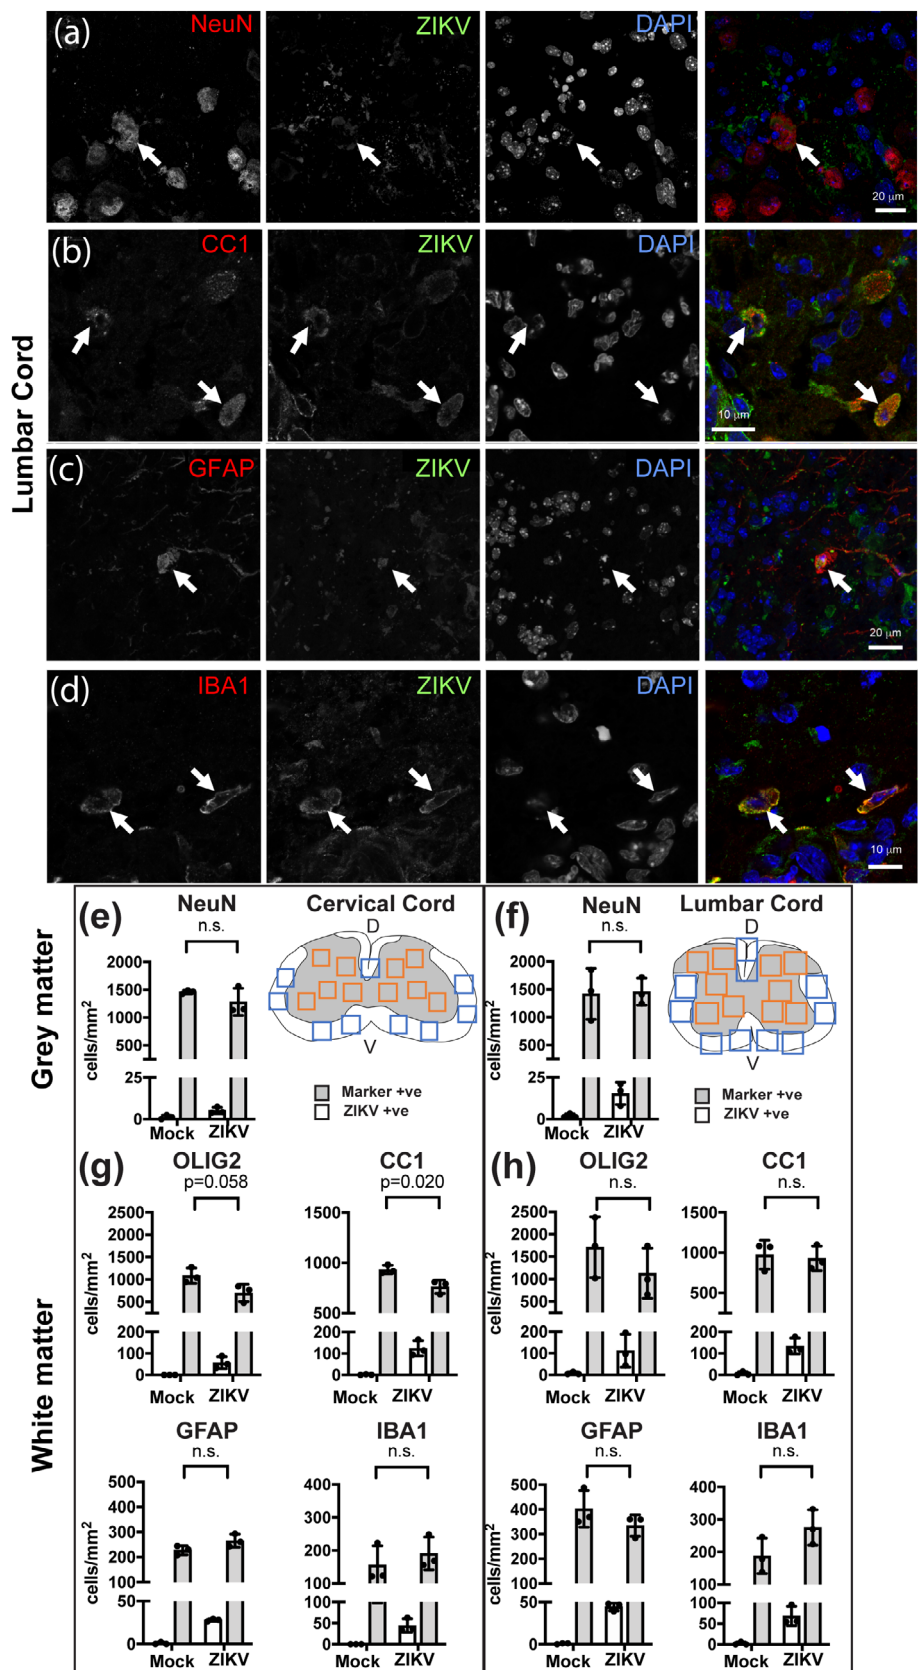 (a) NeuN ZIKV DAPI
20 μm
(b) CC1 ZIKV DAPI
10 μm
Lumbar Cord
(c) GFAP ZIKV DAPI
20 μm
(d) IBA1 ZIKV DAPI
10 μm
Grey matter
(e) NeuN Cervical Cord
n.s.
D
2000
1500
1000
500
cells/mm²
V
25
0
Mock ZIKV
Marker +ve
ZIKV +ve
(f) NeuN Lumbar Cord
n.s.
D
2000
1500
1000
500
cells/mm²
V
25
0
Mock ZIKV
Marker +ve
ZIKV +ve
White matter
(g) OLIG2 CC1
p=0.058 p=0.020
2500
2000
1500
1000
500
cells/mm²
200
100
0
Mock ZIKV
1500
1000
500
200
100
0
Mock ZIKV
GFAP IBA1
n.s. n.s.
500
400
300
200
100
cells/mm²
50
0
Mock ZIKV
400
200
100
100
50
0
Mock ZIKV
(h) OLIG2 CC1
n.s. n.s.
2500
2000
1500
1000
500
cells/mm²
200
100
0
Mock ZIKV
1500
1000
500
200
100
0
Mock ZIKV
GFAP IBA1
n.s. n.s.
500
400
300
200
100
cells/mm²
50
0
Mock ZIKV
400
300
200
100
100
50
0
Mock ZIKV